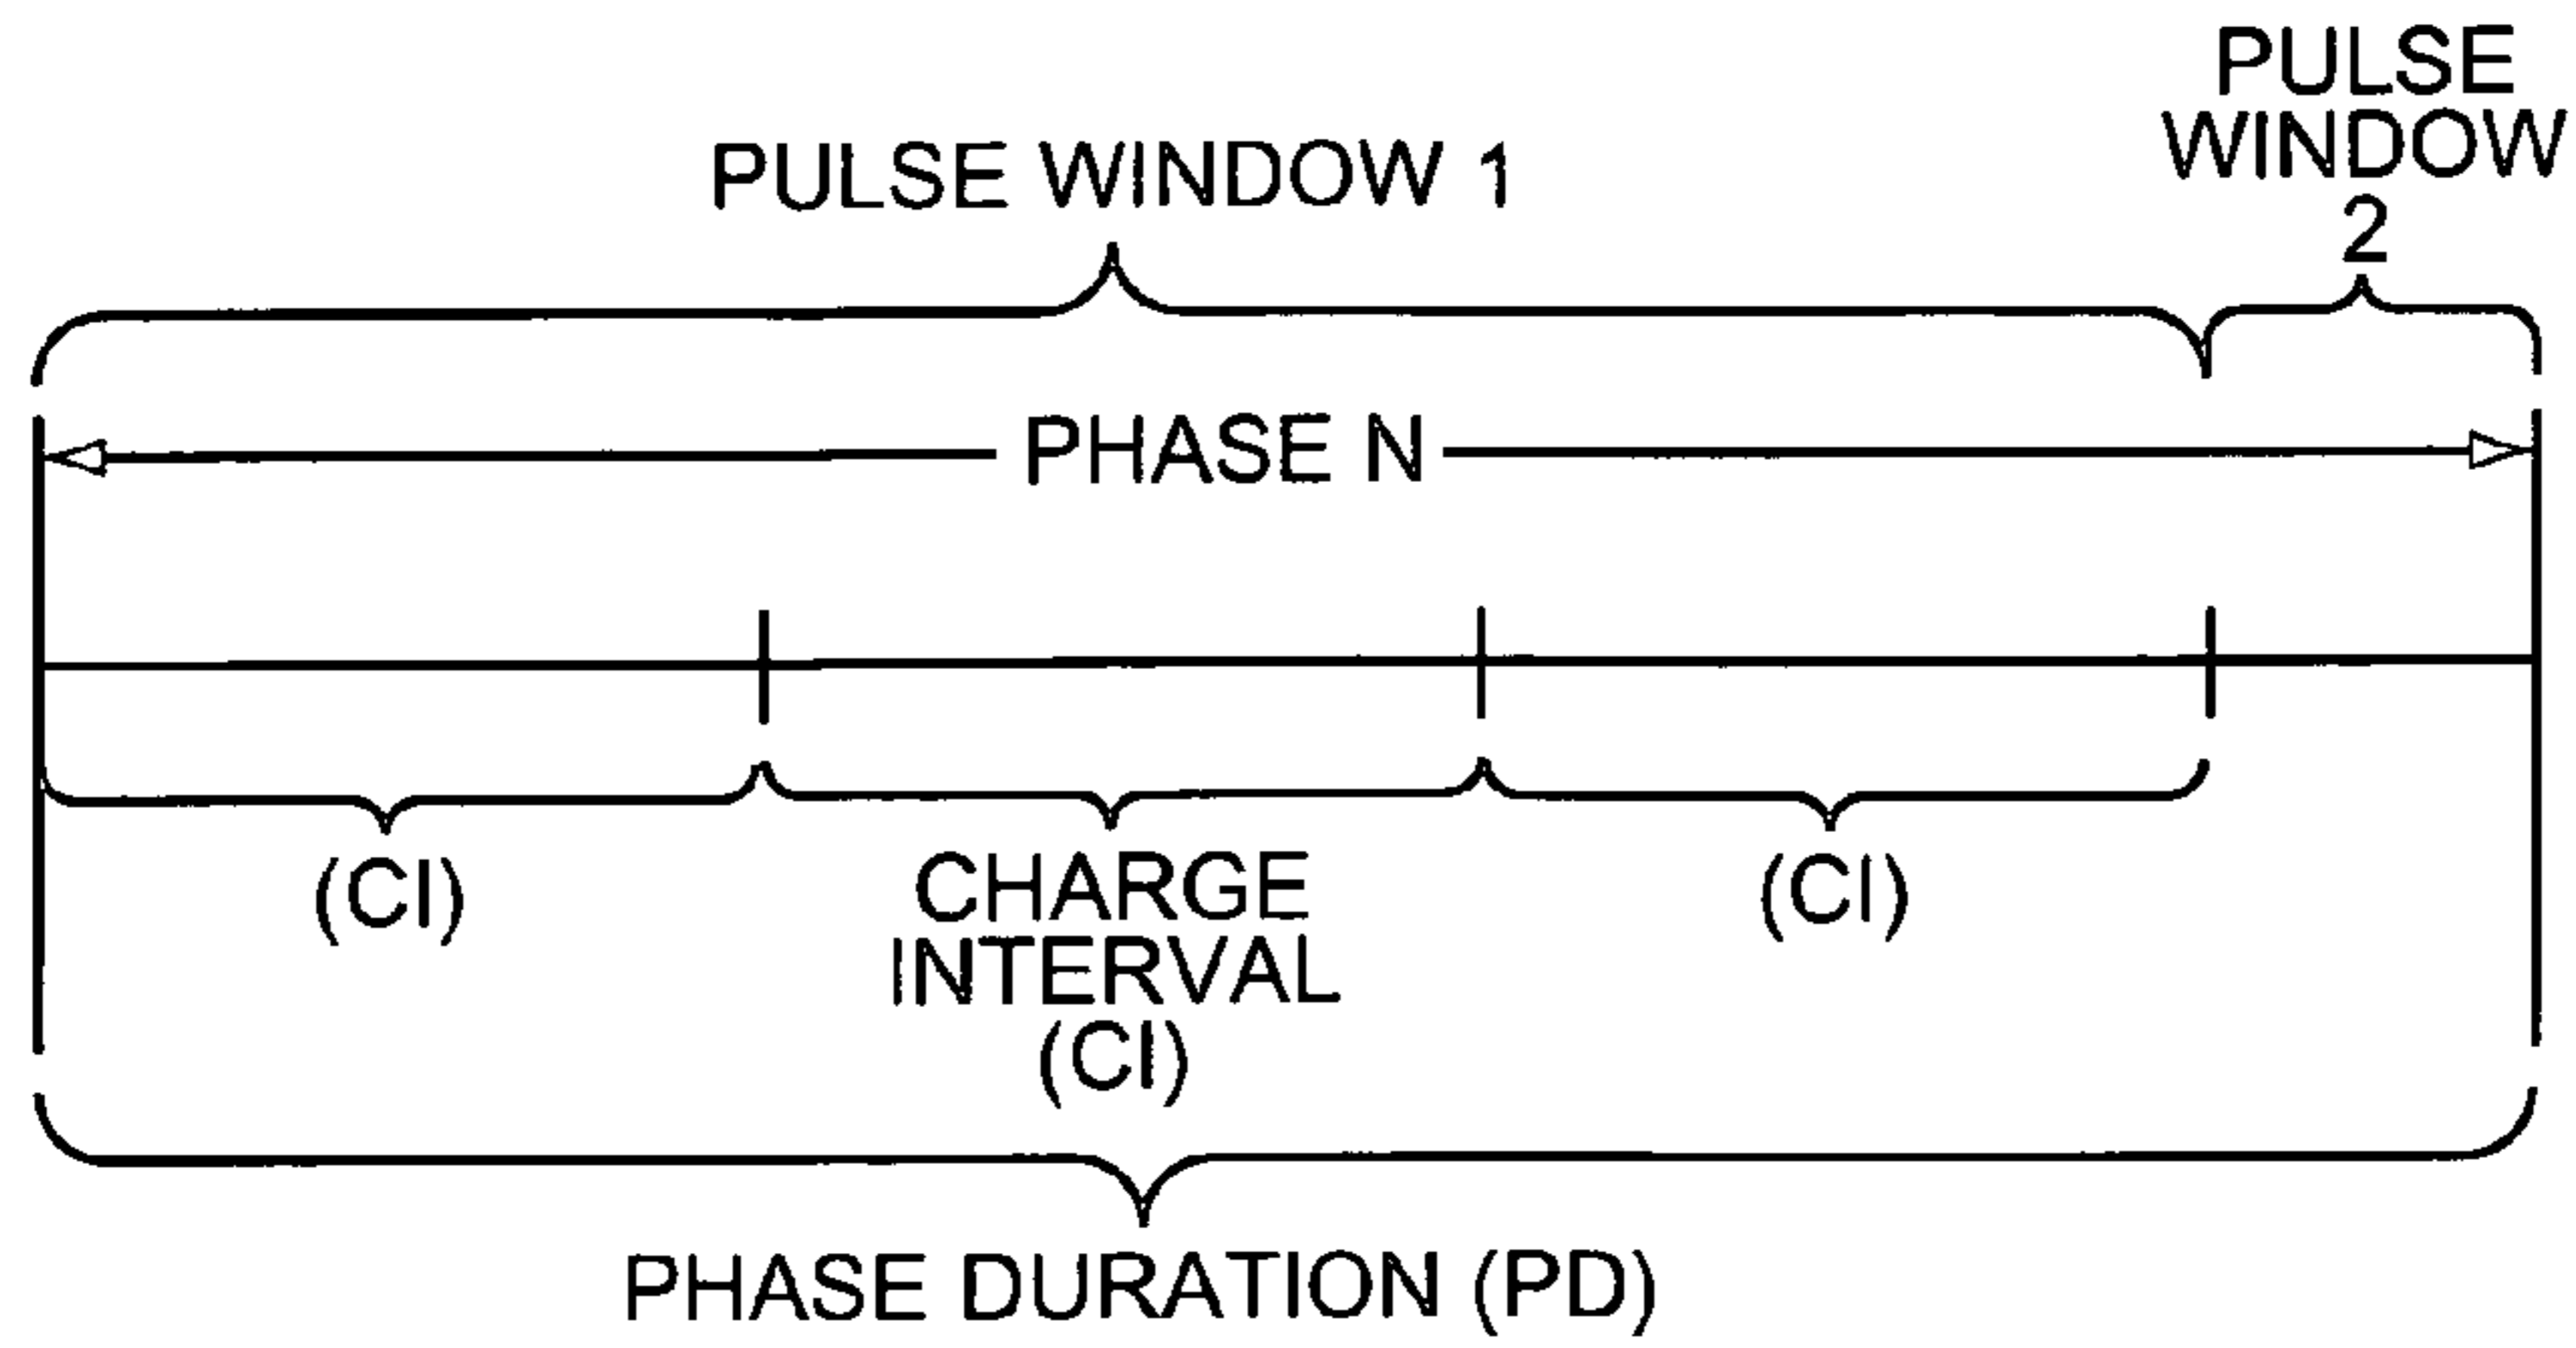 PULSE
WINDOW
2
PULSE WINDOW 1
PHASE N
(CI)
CHARGE
INTERVAL
(CI)
(CI)
PHASE DURATION (PD)